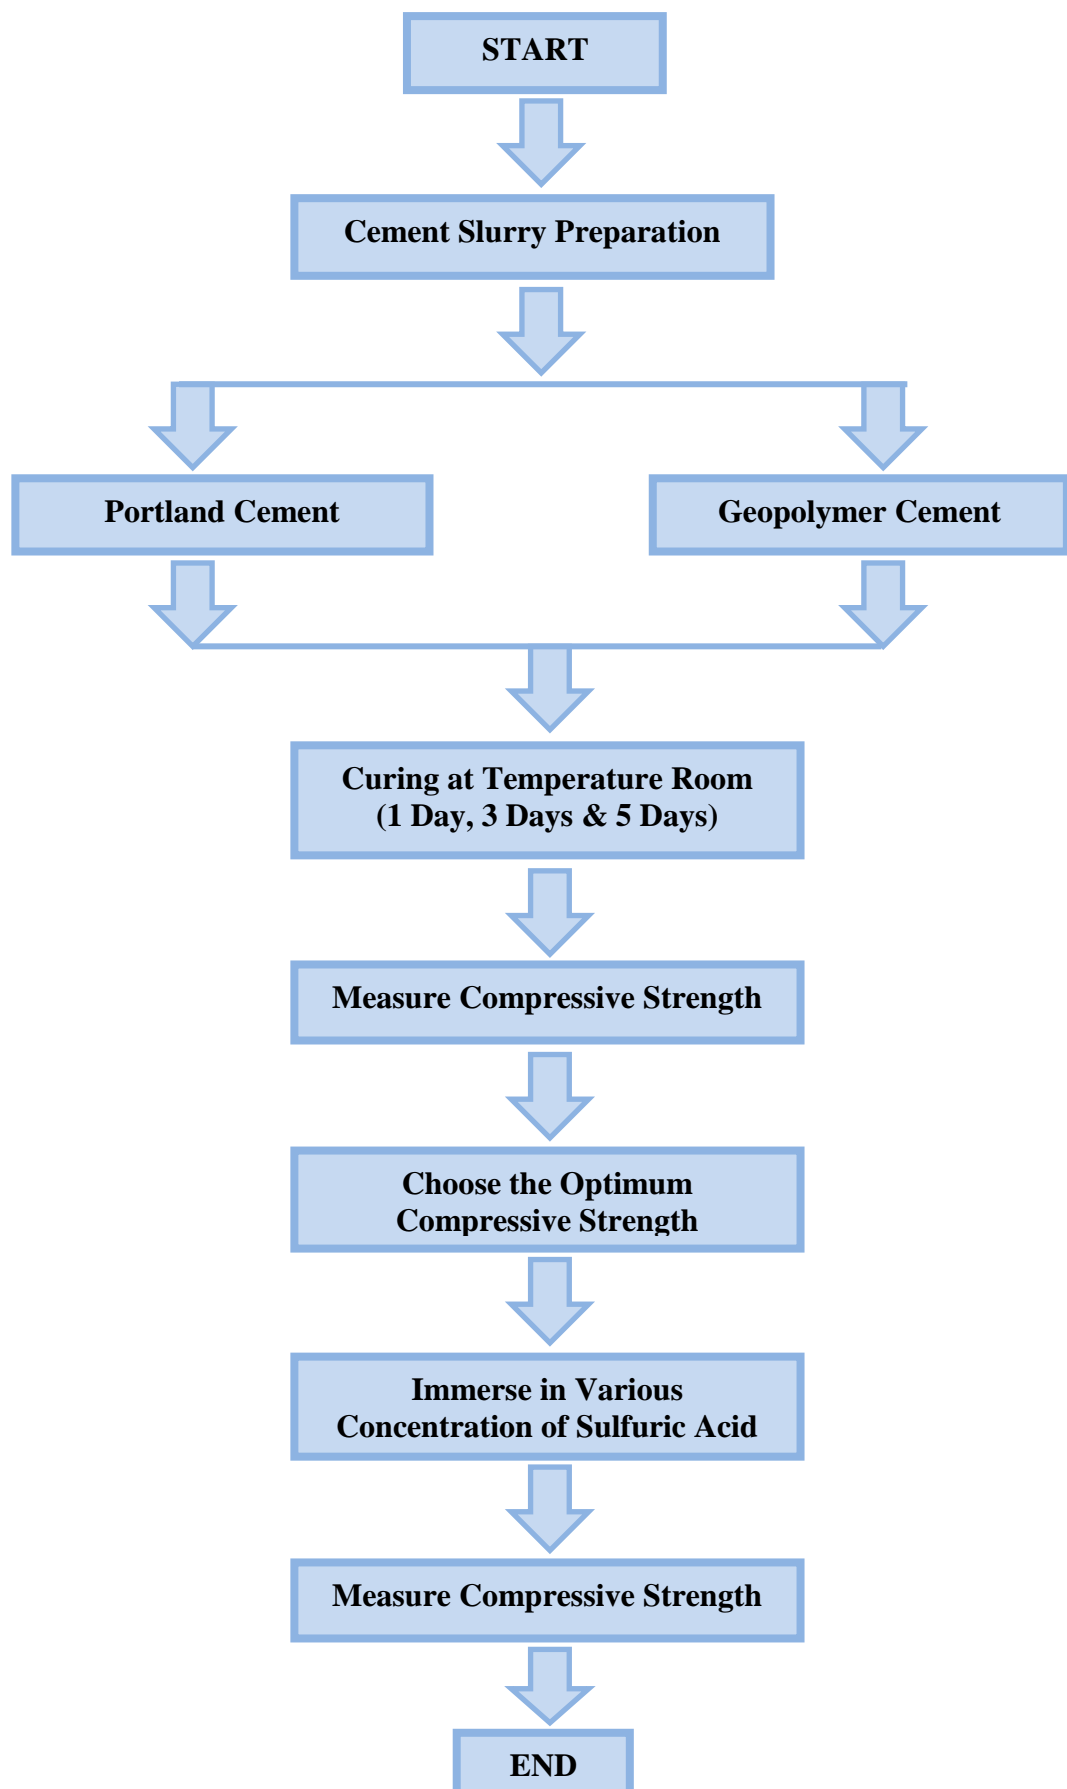 START
Cement Slurry Preparation
Portland Cement
Geopolymer Cement
Curing at Temperature Room
(1 Day, 3 Days & 5 Days)
Measure Compressive Strength
Choose the Optimum
Compressive Strength
Immerse in Various
Concentration of Sulfuric Acid
Measure Compressive Strength
END